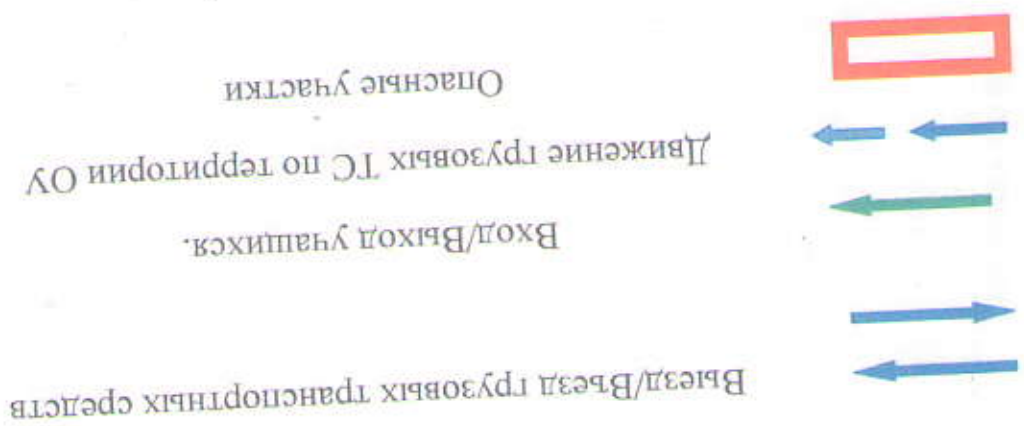 Выезд/Въезд грузовых транспортных средств
Вход/Выход учащихся.
Движение грузовых ТС по территории ОУ
Опасные участки